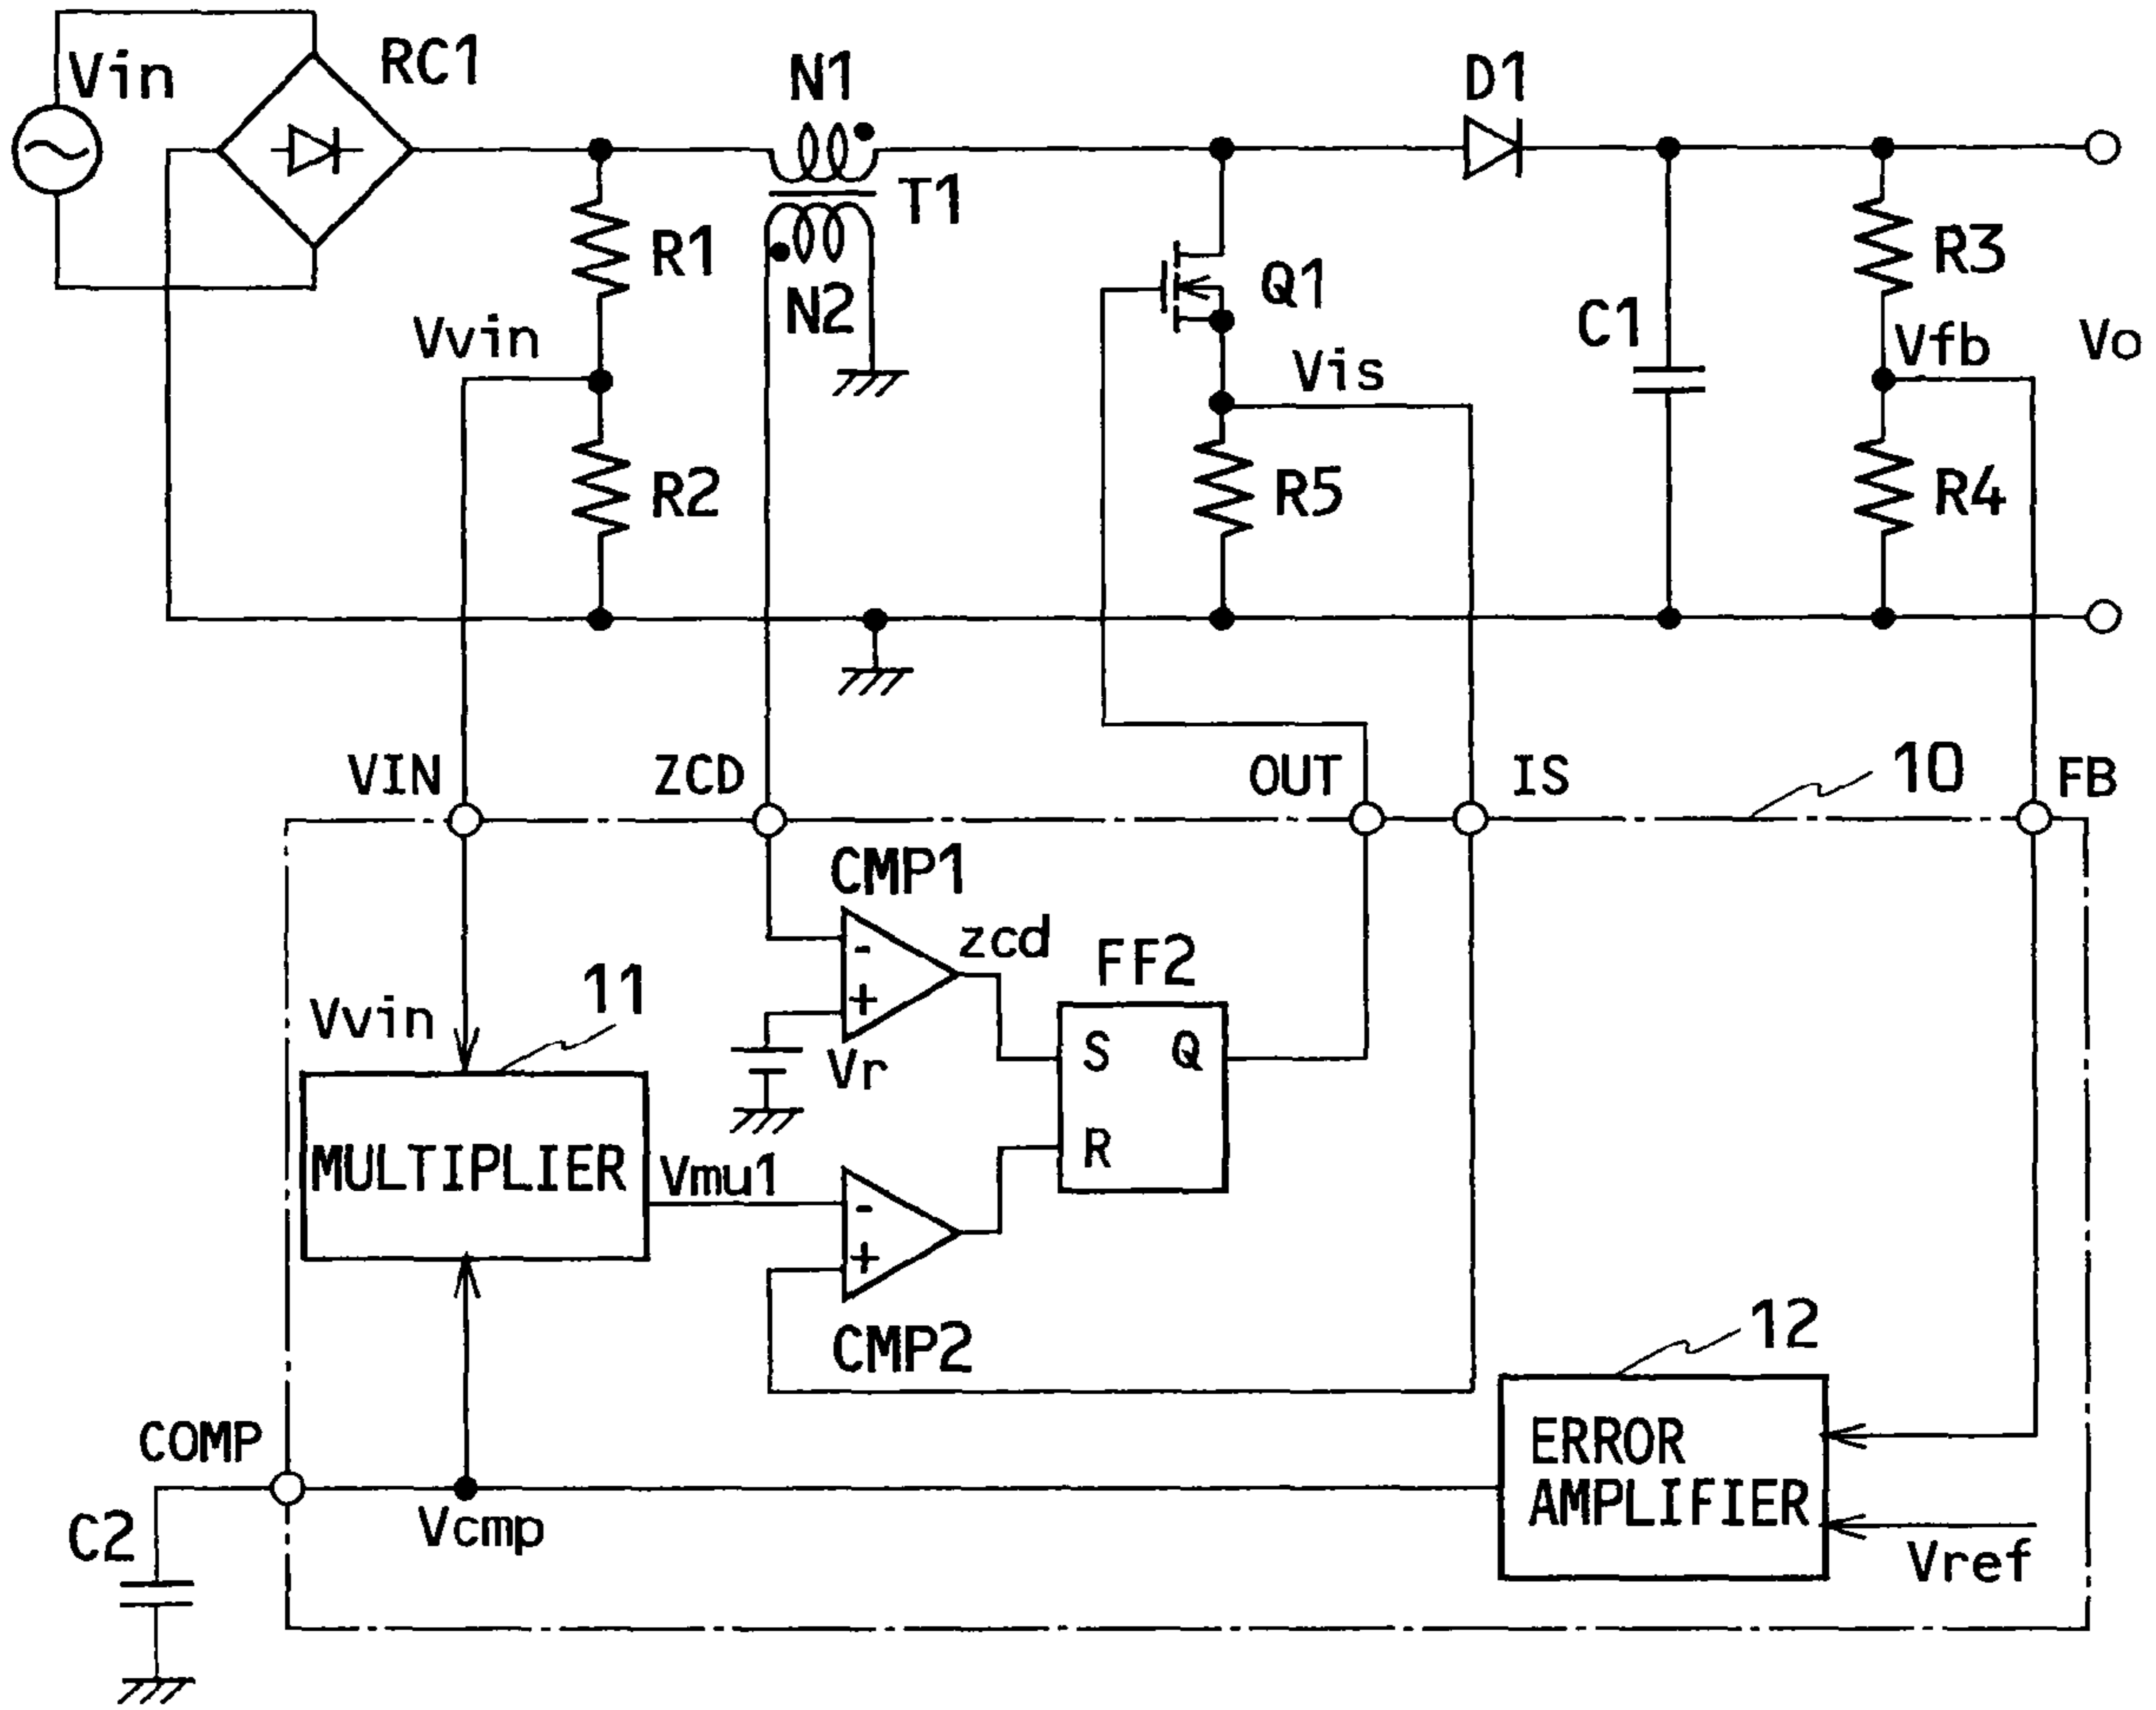 Vin
RC1
N1
D1
T1
R1
N2
Q1
R3
Vvin
Vis
C1
Vfb
Vo
R2
R5
R4
VIN
ZCD
OUT
IS
10
FB
CMP1
zcd
FF2
11
Vvin
Vr
S Q
R
MULTIPLIER
Vmu1
-
+
-
+
CMP2
12
COMP
ERROR
AMPLIFIER
Vcmp
C2
Vref